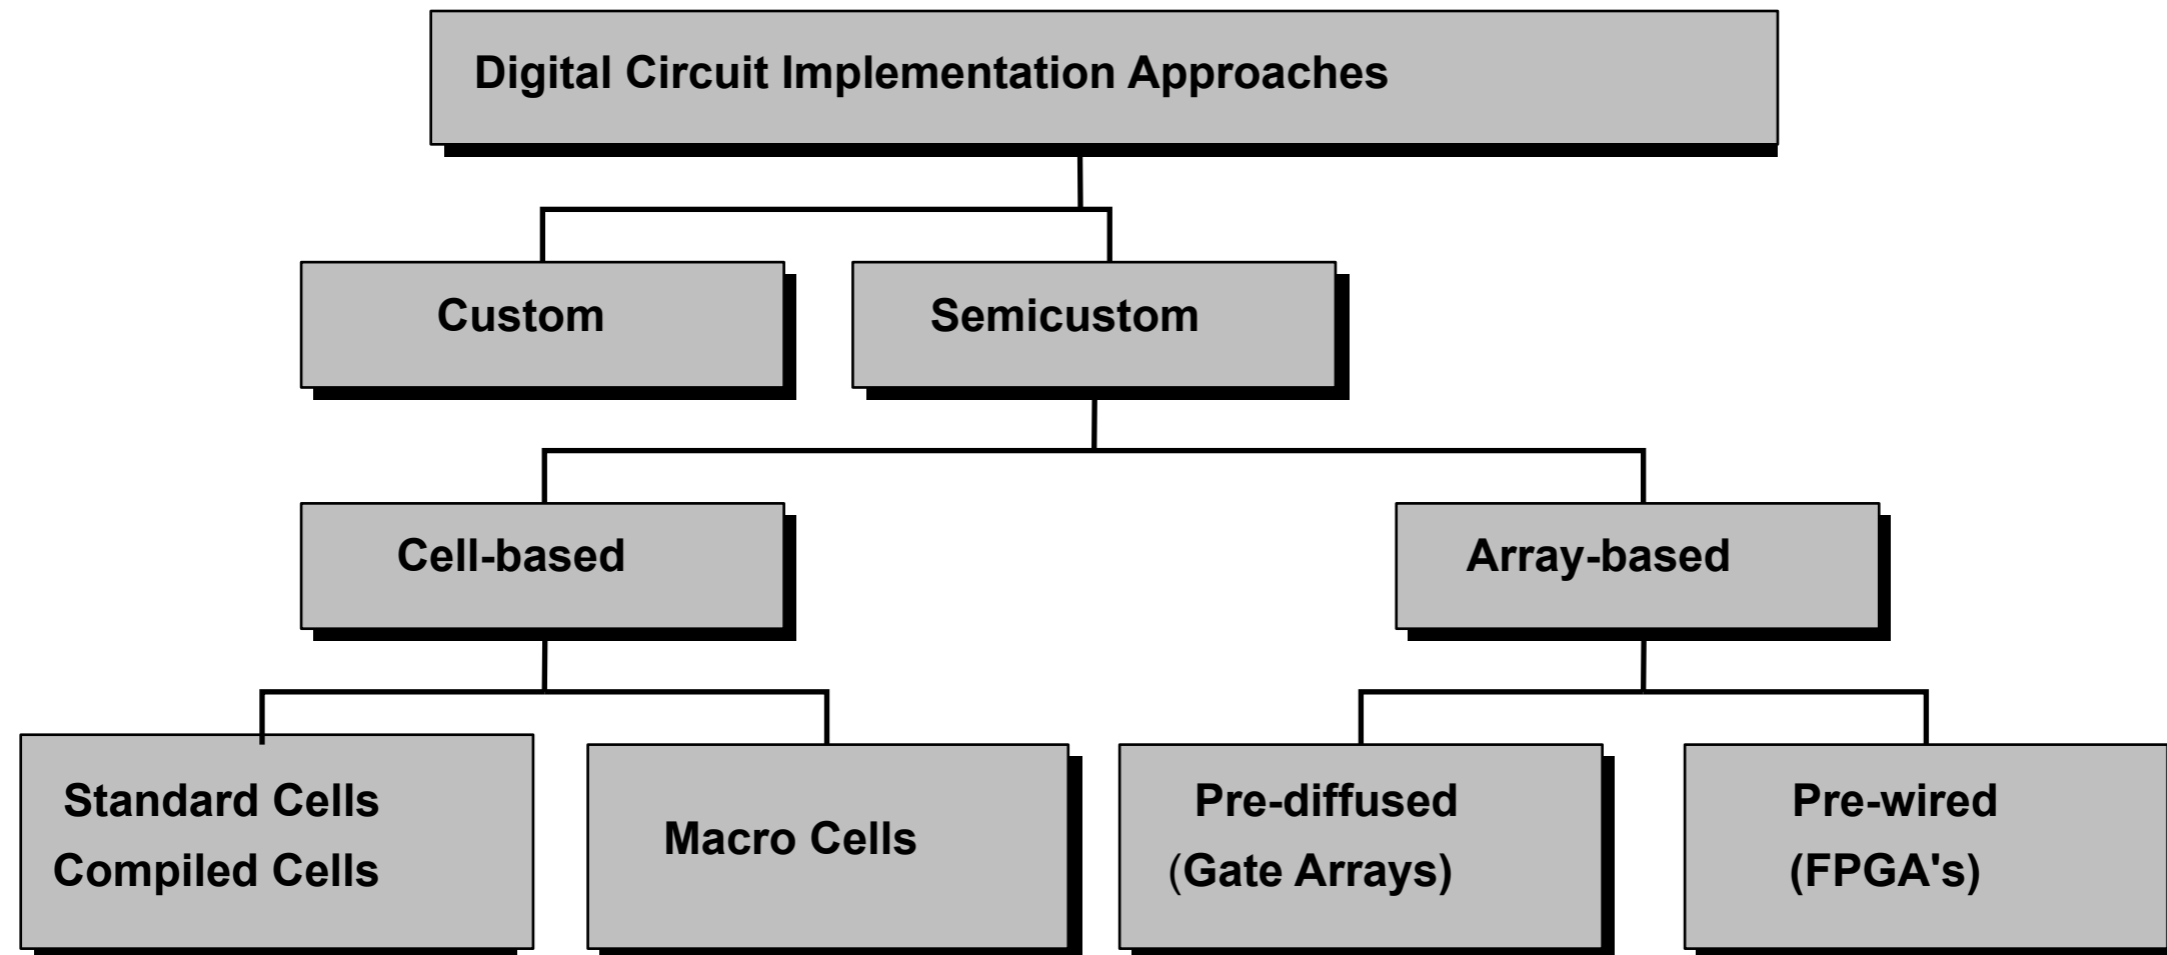 Digital Circuit Implementation Approaches
Custom
Semicustom
Cell-based
Array-based
Standard Cells
Compiled Cells
Macro Cells
Pre-diffused
(Gate Arrays)
Pre-wired
(FPGA's)